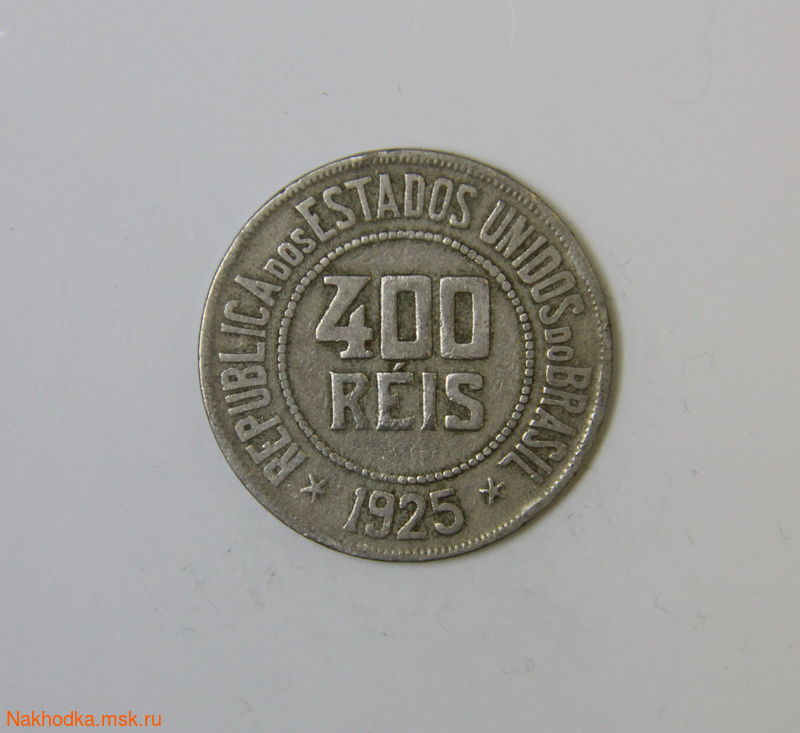 REPUBLICA DOS ESTADOS UNIDOS DO BRASIL
400
RÉIS
1925
Nakhodka.msk.ru